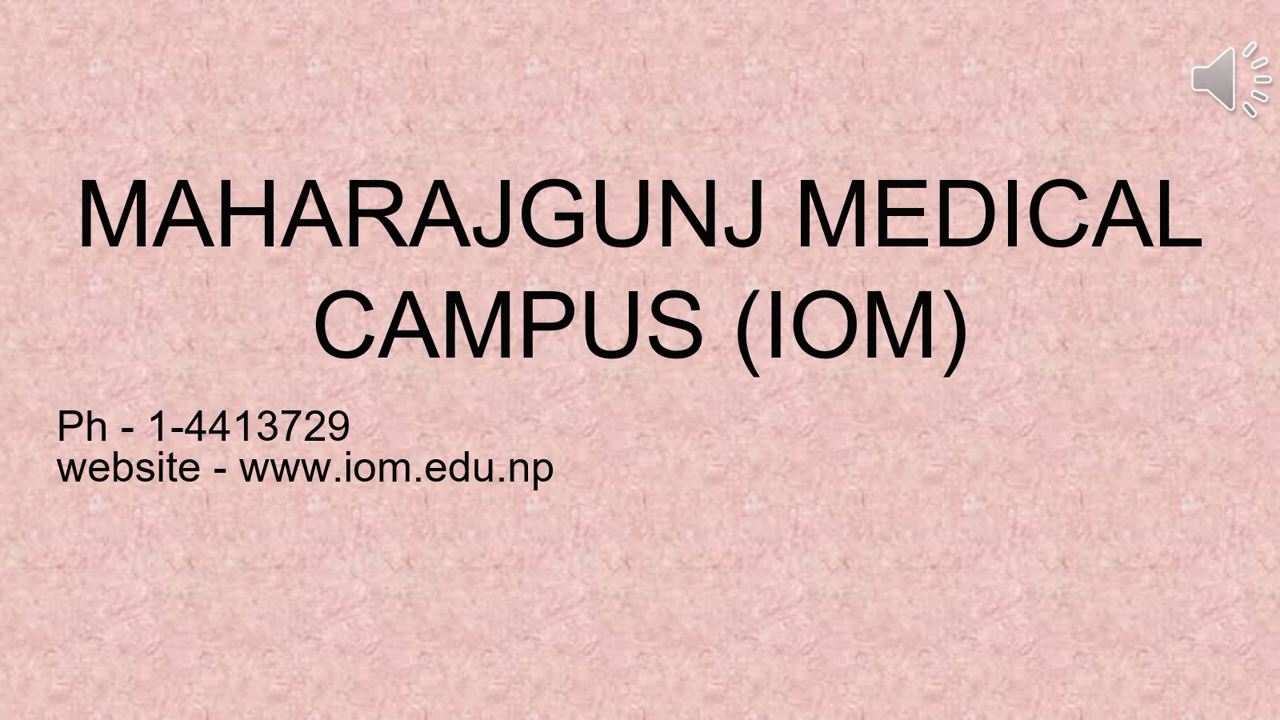 MAHARAJGUNJ MEDICAL
CAMPUS (IOM)
Ph - 1-4413729
website - www.iom.edu.np